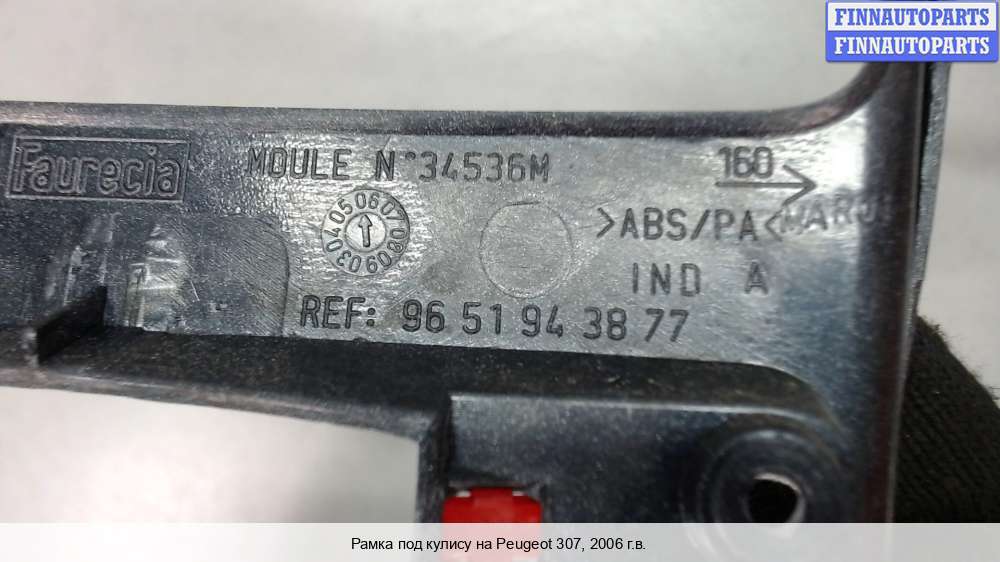 FINNAUTOPARTS
FINNAUTOPARTS
Faurecia
MOULE N°34536M
160
>ABS/PA<
IND A
REF: 96 51 94 38 77
Рамка под кулису на Peugeot 307, 2006 г.в.